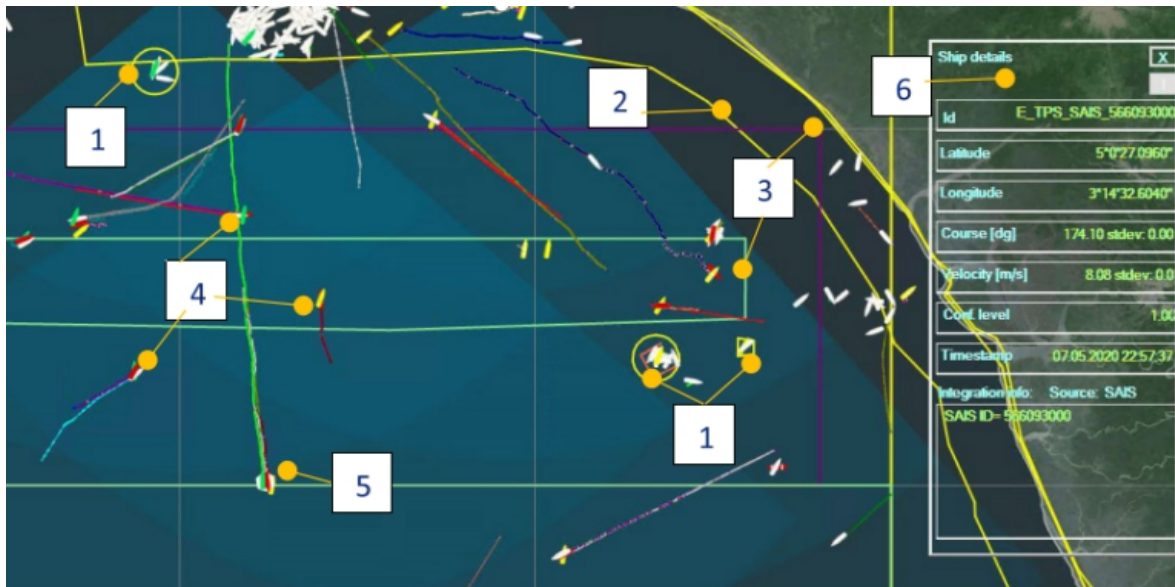 1
2
3
4
5
1
6
Ship details
X
Id E_TPS_SAIS_566093000
Latitude 5°0'27.0960"
Longitude 3°14'32.6040"
Course [dg] 174.10 stdev: 0.00
Velocity [m/s] 8.08 stdev: 0.0
Conf. level 1.00
Timestamp 07.05.2020 22:57:37
Integration info: Source: SAIS
SAIS ID= 566093000